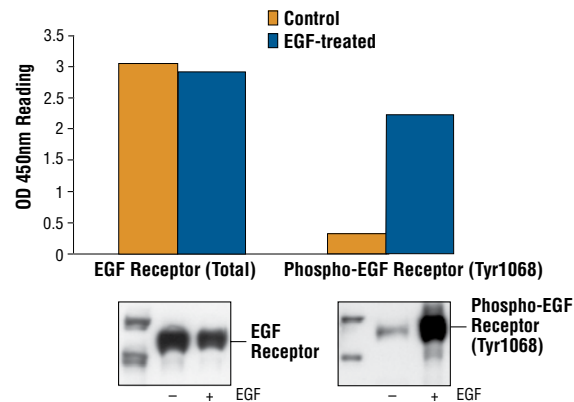 Control
EGF-treated
OD 450nm Reading
3.5
3
2.5
2
1.5
1
0.5
0
EGF Receptor (Total)
Phospho-EGF Receptor (Tyr1068)
EGF
Receptor
Phospho-EGF
Receptor
(Tyr1068)
– + EGF
– + EGF